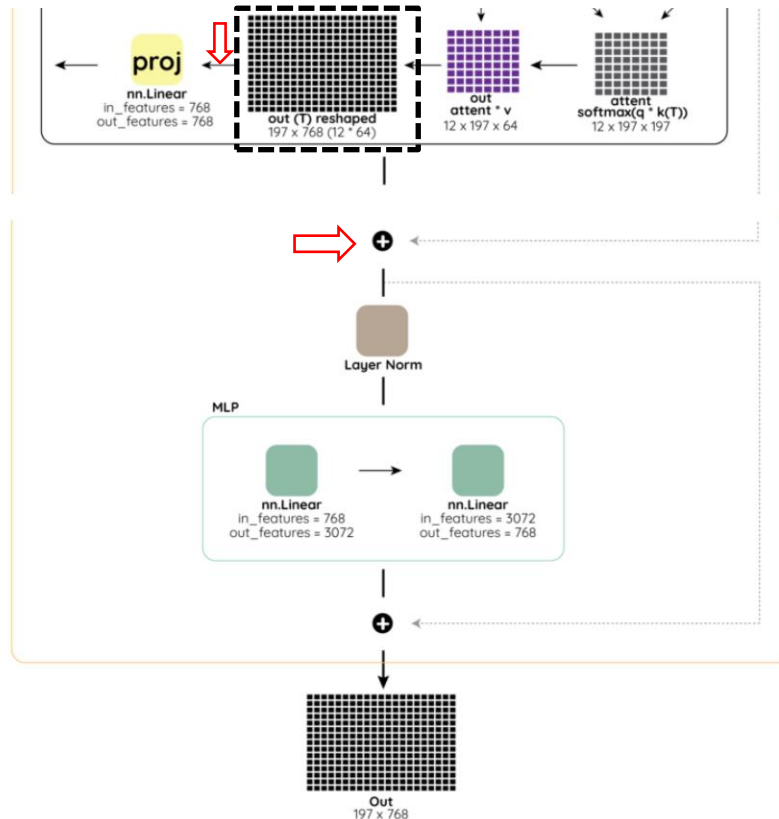 proj
nn.Linear
in_features = 768
out_features = 768
out (T) reshaped
197 x 768 (12 * 64)
out
attent * v
12 x 197 x 64
attent
softmax(q * k(T))
12 x 197 x 197
Layer Norm
MLP
nn.Linear
in_features = 768
out_features = 3072
nn.Linear
in_features = 3072
out_features = 768
Out
197 x 768